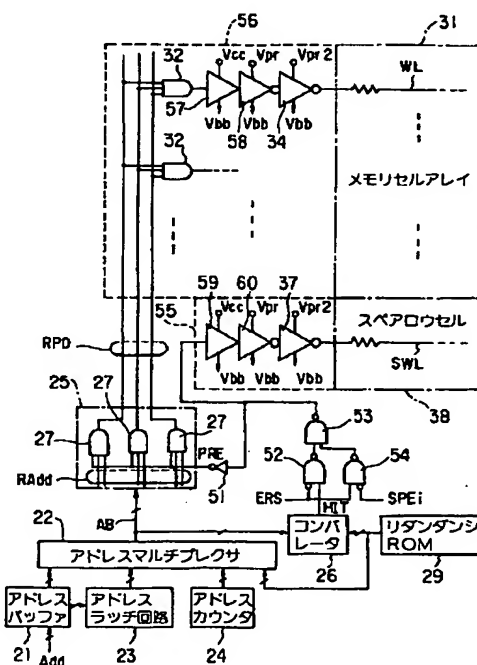 56
31
32
Vcc
Vpr
Vpr2
WL
57
Vbb
58
Vbb
34
Vbb
32
メモリセルアレイ
59
60
37
55
Vcc
Vpr
Vpr2
スペアロウセル
RPD
Vbb
Vbb
Vbb
SWL
25
27
38
53
27
27
PRE
52
54
RAdd
51
ERS
HIT
SPEi
AB
22
コンパ
レータ
リダンダンシ
ROM
アドレスマルチプレクサ
26
29
アドレス
バッファ
アドレス
ラッチ回路
アドレス
カウンタ
21
Add
23
24